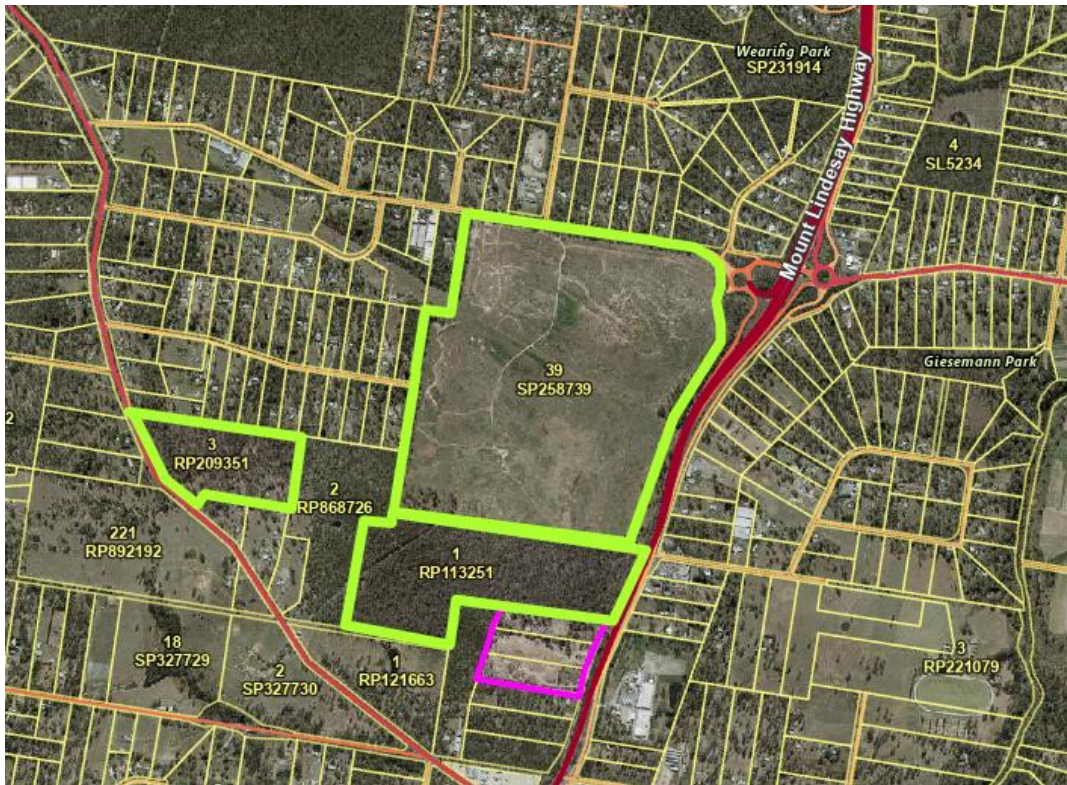 Wearing Park
SP231914
Mount Lindesay Highway
4
SL5234
39
SP258739
Giesemann Park
3
RP209351
2
2
RP868726
221
RP892192
1
RP113251
18
SP327729
2
SP327730
1
RP121663
3
RP221079